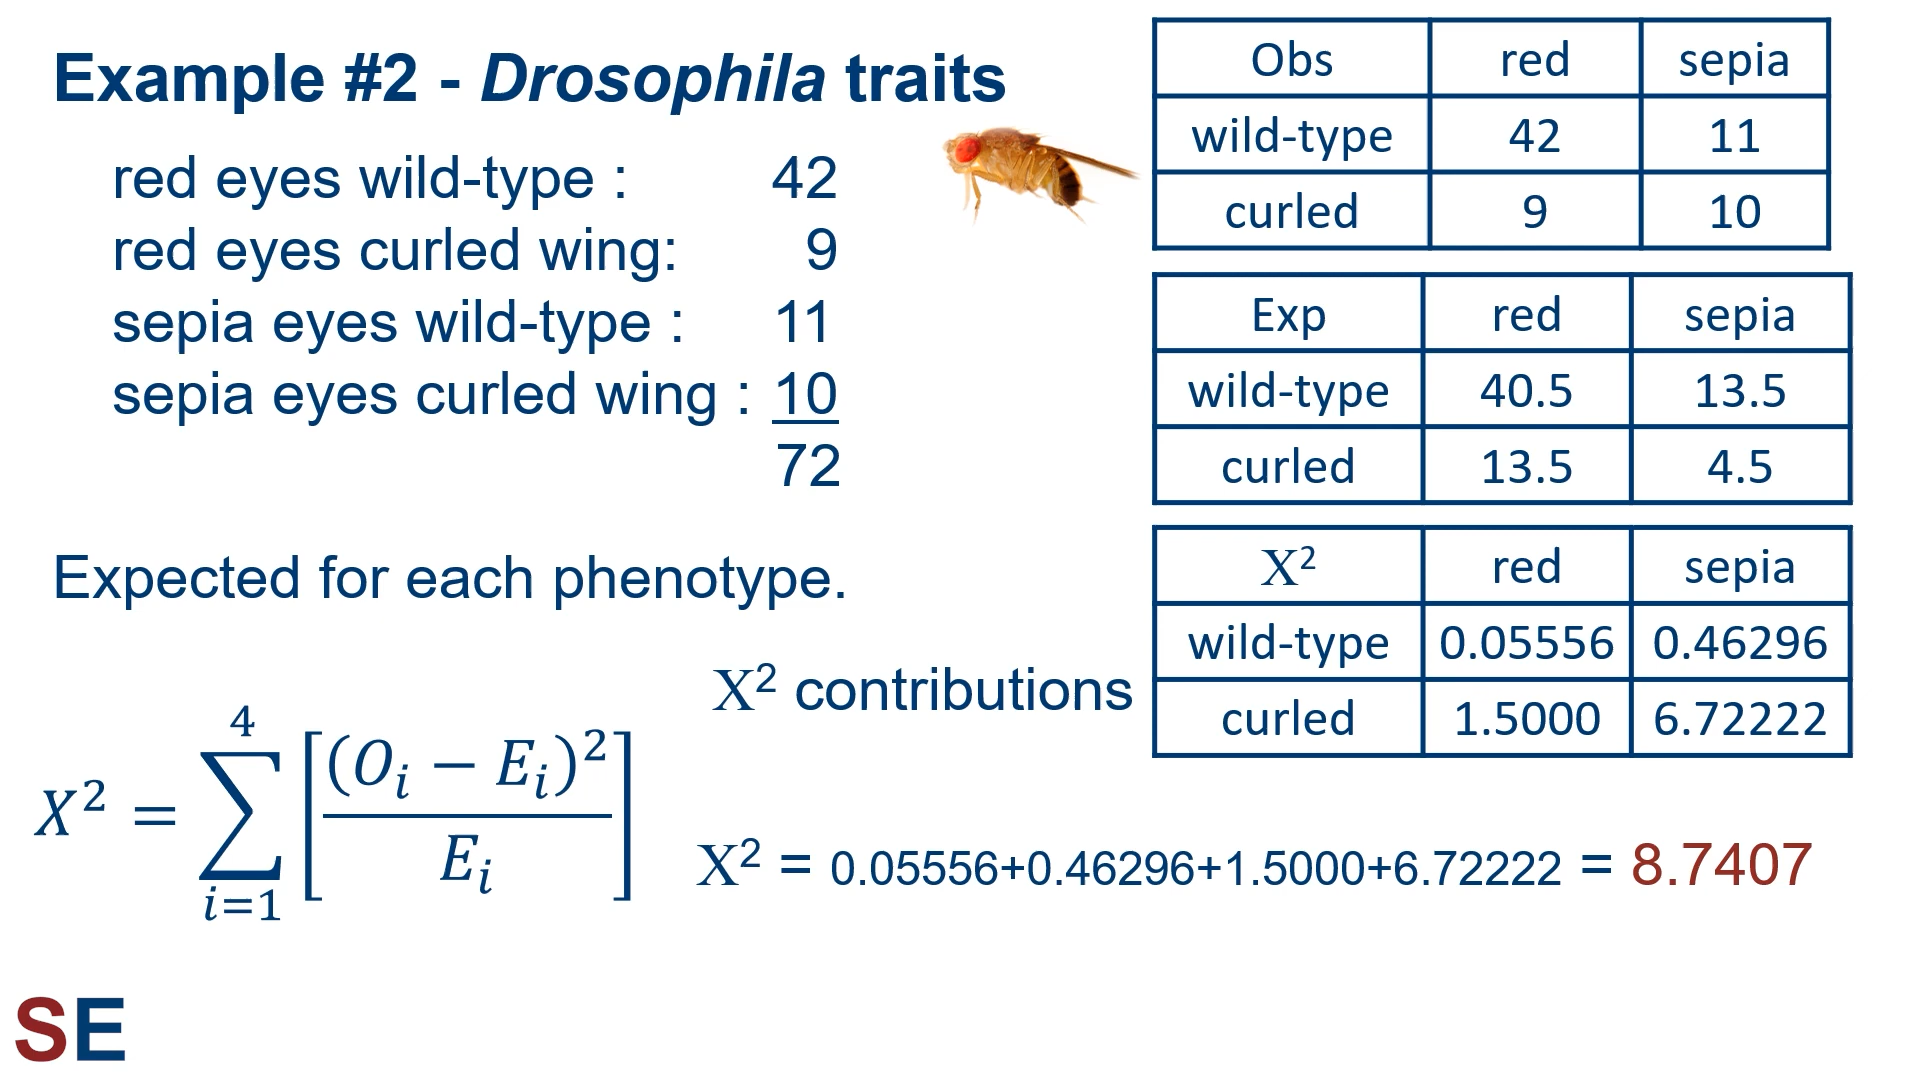 Example #2 - Drosophila traits
red eyes wild-type : 42
red eyes curled wing: 9
sepia eyes wild-type : 11
sepia eyes curled wing : 10
72
Obs red sepia
wild-type 42 11
curled 9 10
Exp red sepia
wild-type 40.5 13.5
curled 13.5 4.5
Expected for each phenotype.
X² contributions
X² red sepia
wild-type 0.05556 0.46296
curled 1.5000 6.72222
X² = ∑ i=1 4 [(Oᵢ − Eᵢ)² / Eᵢ]
X² = 0.05556+0.46296+1.5000+6.72222 = 8.7407
SE